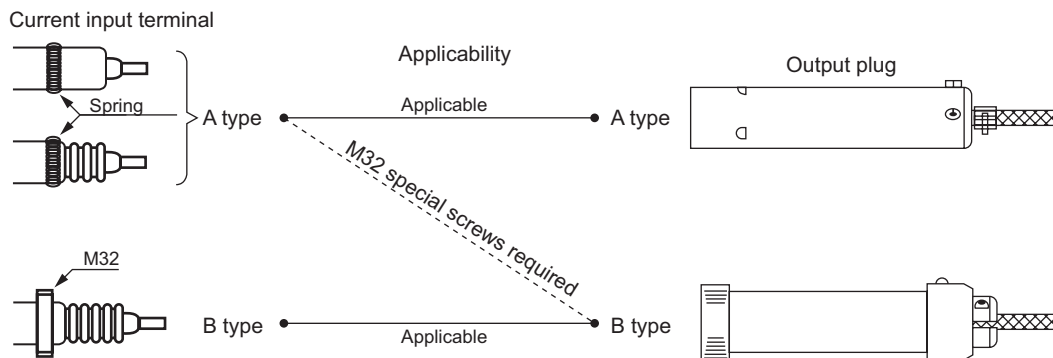 Current input terminal
Applicability
Output plug
Spring
A type
Applicable
A type
M32 special screws required
M32
B type
Applicable
B type